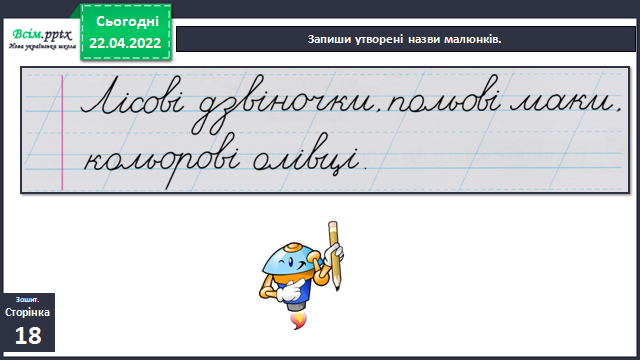 Всім.pptx
Нова українська школа
Сьогодні
22.04.2022
Запиши утворені назви малюнків.
Лісові дзвіночки, польові маки,
кольорові олівці.
Зошит.
Сторінка
18